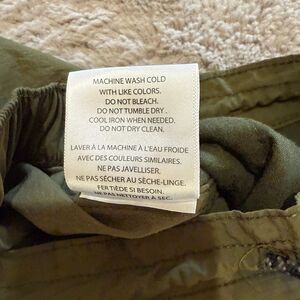 MACHINE WASH COLD
WITH LIKE COLORS.
DO NOT BLEACH.
DO NOT TUMBLE DRY.
COOL IRON WHEN NEEDED.
DO NOT DRY CLEAN.
LAVER À LA MACHINE À L'EAU FROIDE
AVEC DES COULEURS SIMILAIRES.
NE PAS JAVELLISER.
NE PAS SÉCHER AU SÈCHE-LINGE.
FER TIÈDE SI BESOIN.
NE PAS NETTOYER À SEC.